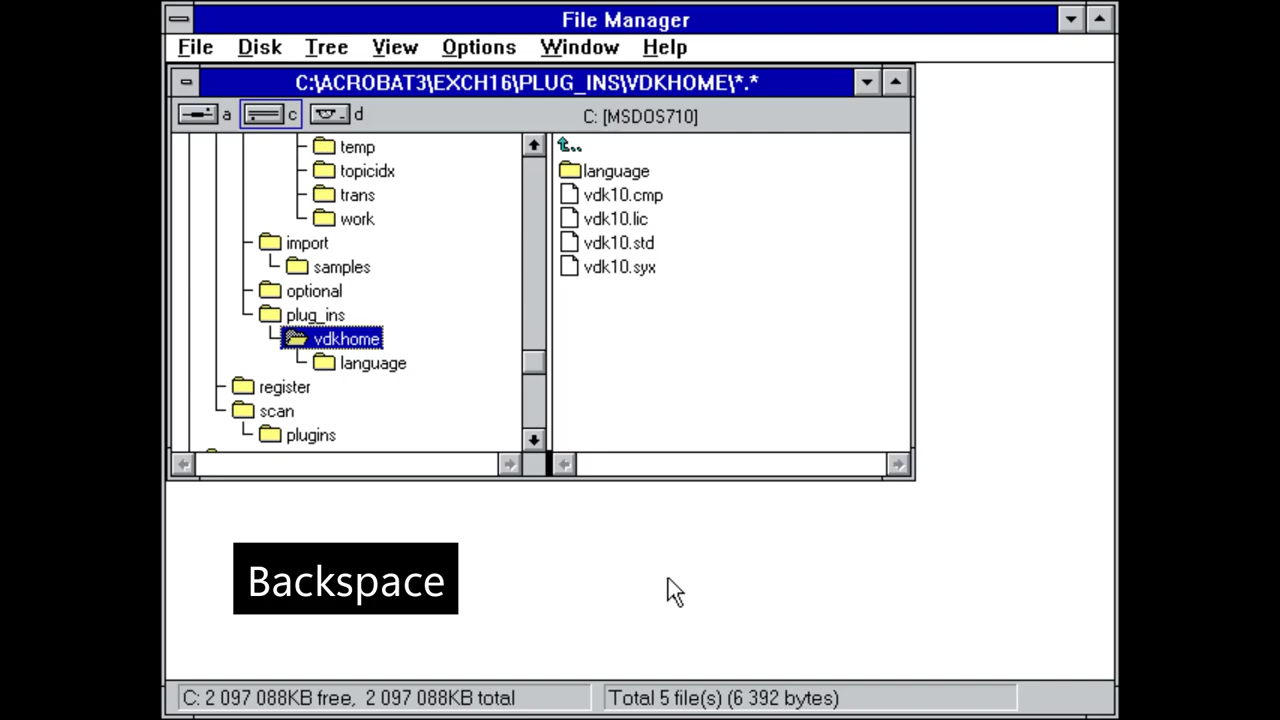 File Manager
File Disk Tree View Options Window Help
C:\ACROBAT3\EXCH16\PLUG_INS\VDKHOME\*.*
a c d C: [MSDOS710]
temp
topicidx
trans
work
import
samples
optional
plug_ins
vdkhome
language
register
scan
plugins
..
language
vdk10.cmp
vdk10.lic
vdk10.std
vdk10.syx
Backspace
C: 2 097 088KB free, 2 097 088KB total
Total 5 file(s) (6 392 bytes)